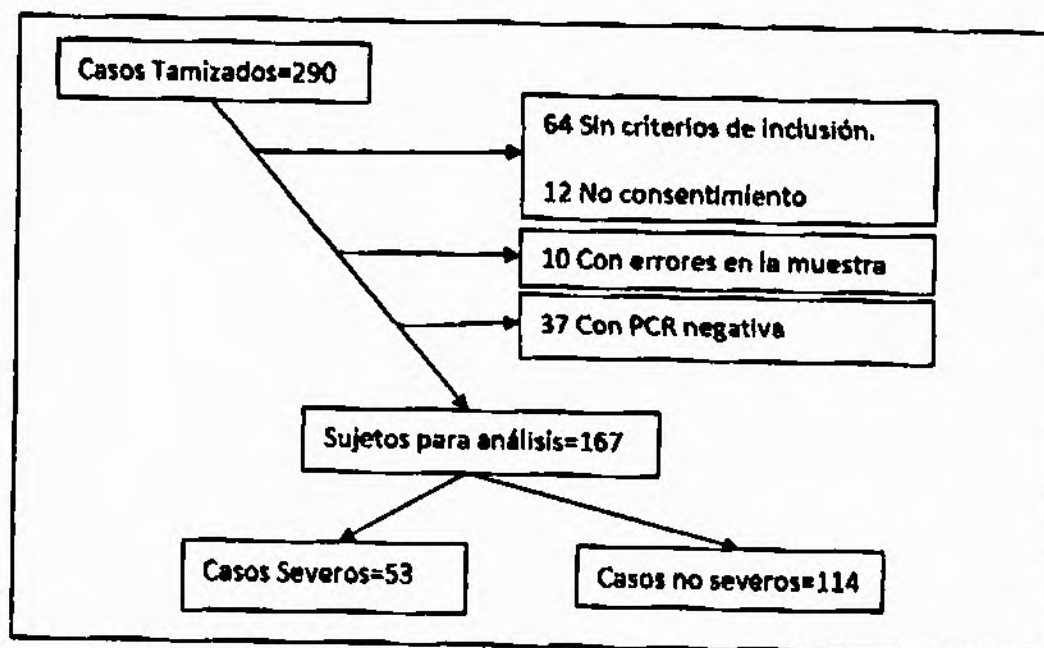 Casos Tamizados=290
64 Sin criterios de inclusión.
12 No consentimiento
10 Con errores en la muestra
37 Con PCR negativa
Sujetos para análisis=167
Casos Severos=53
Casos no severos=114